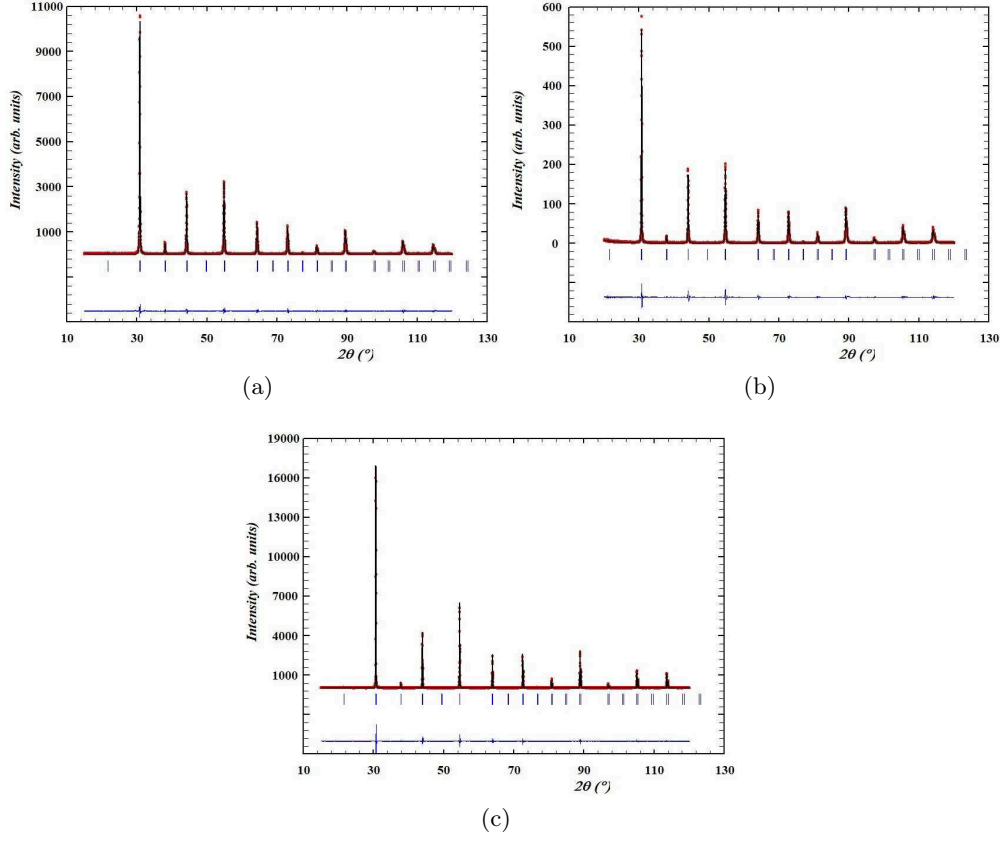 11000
9000
7000
5000
3000
1000
Intensity (arb. units)
10 30 50 70 90 110 130
2θ (°)
(a)
600
500
400
300
200
100
0
Intensity (arb. units)
10 30 50 70 90 110 130
2θ (°)
(b)
19000
16000
13000
10000
7000
4000
1000
Intensity (arb. units)
10 30 50 70 90 110 130
2θ (°)
(c)